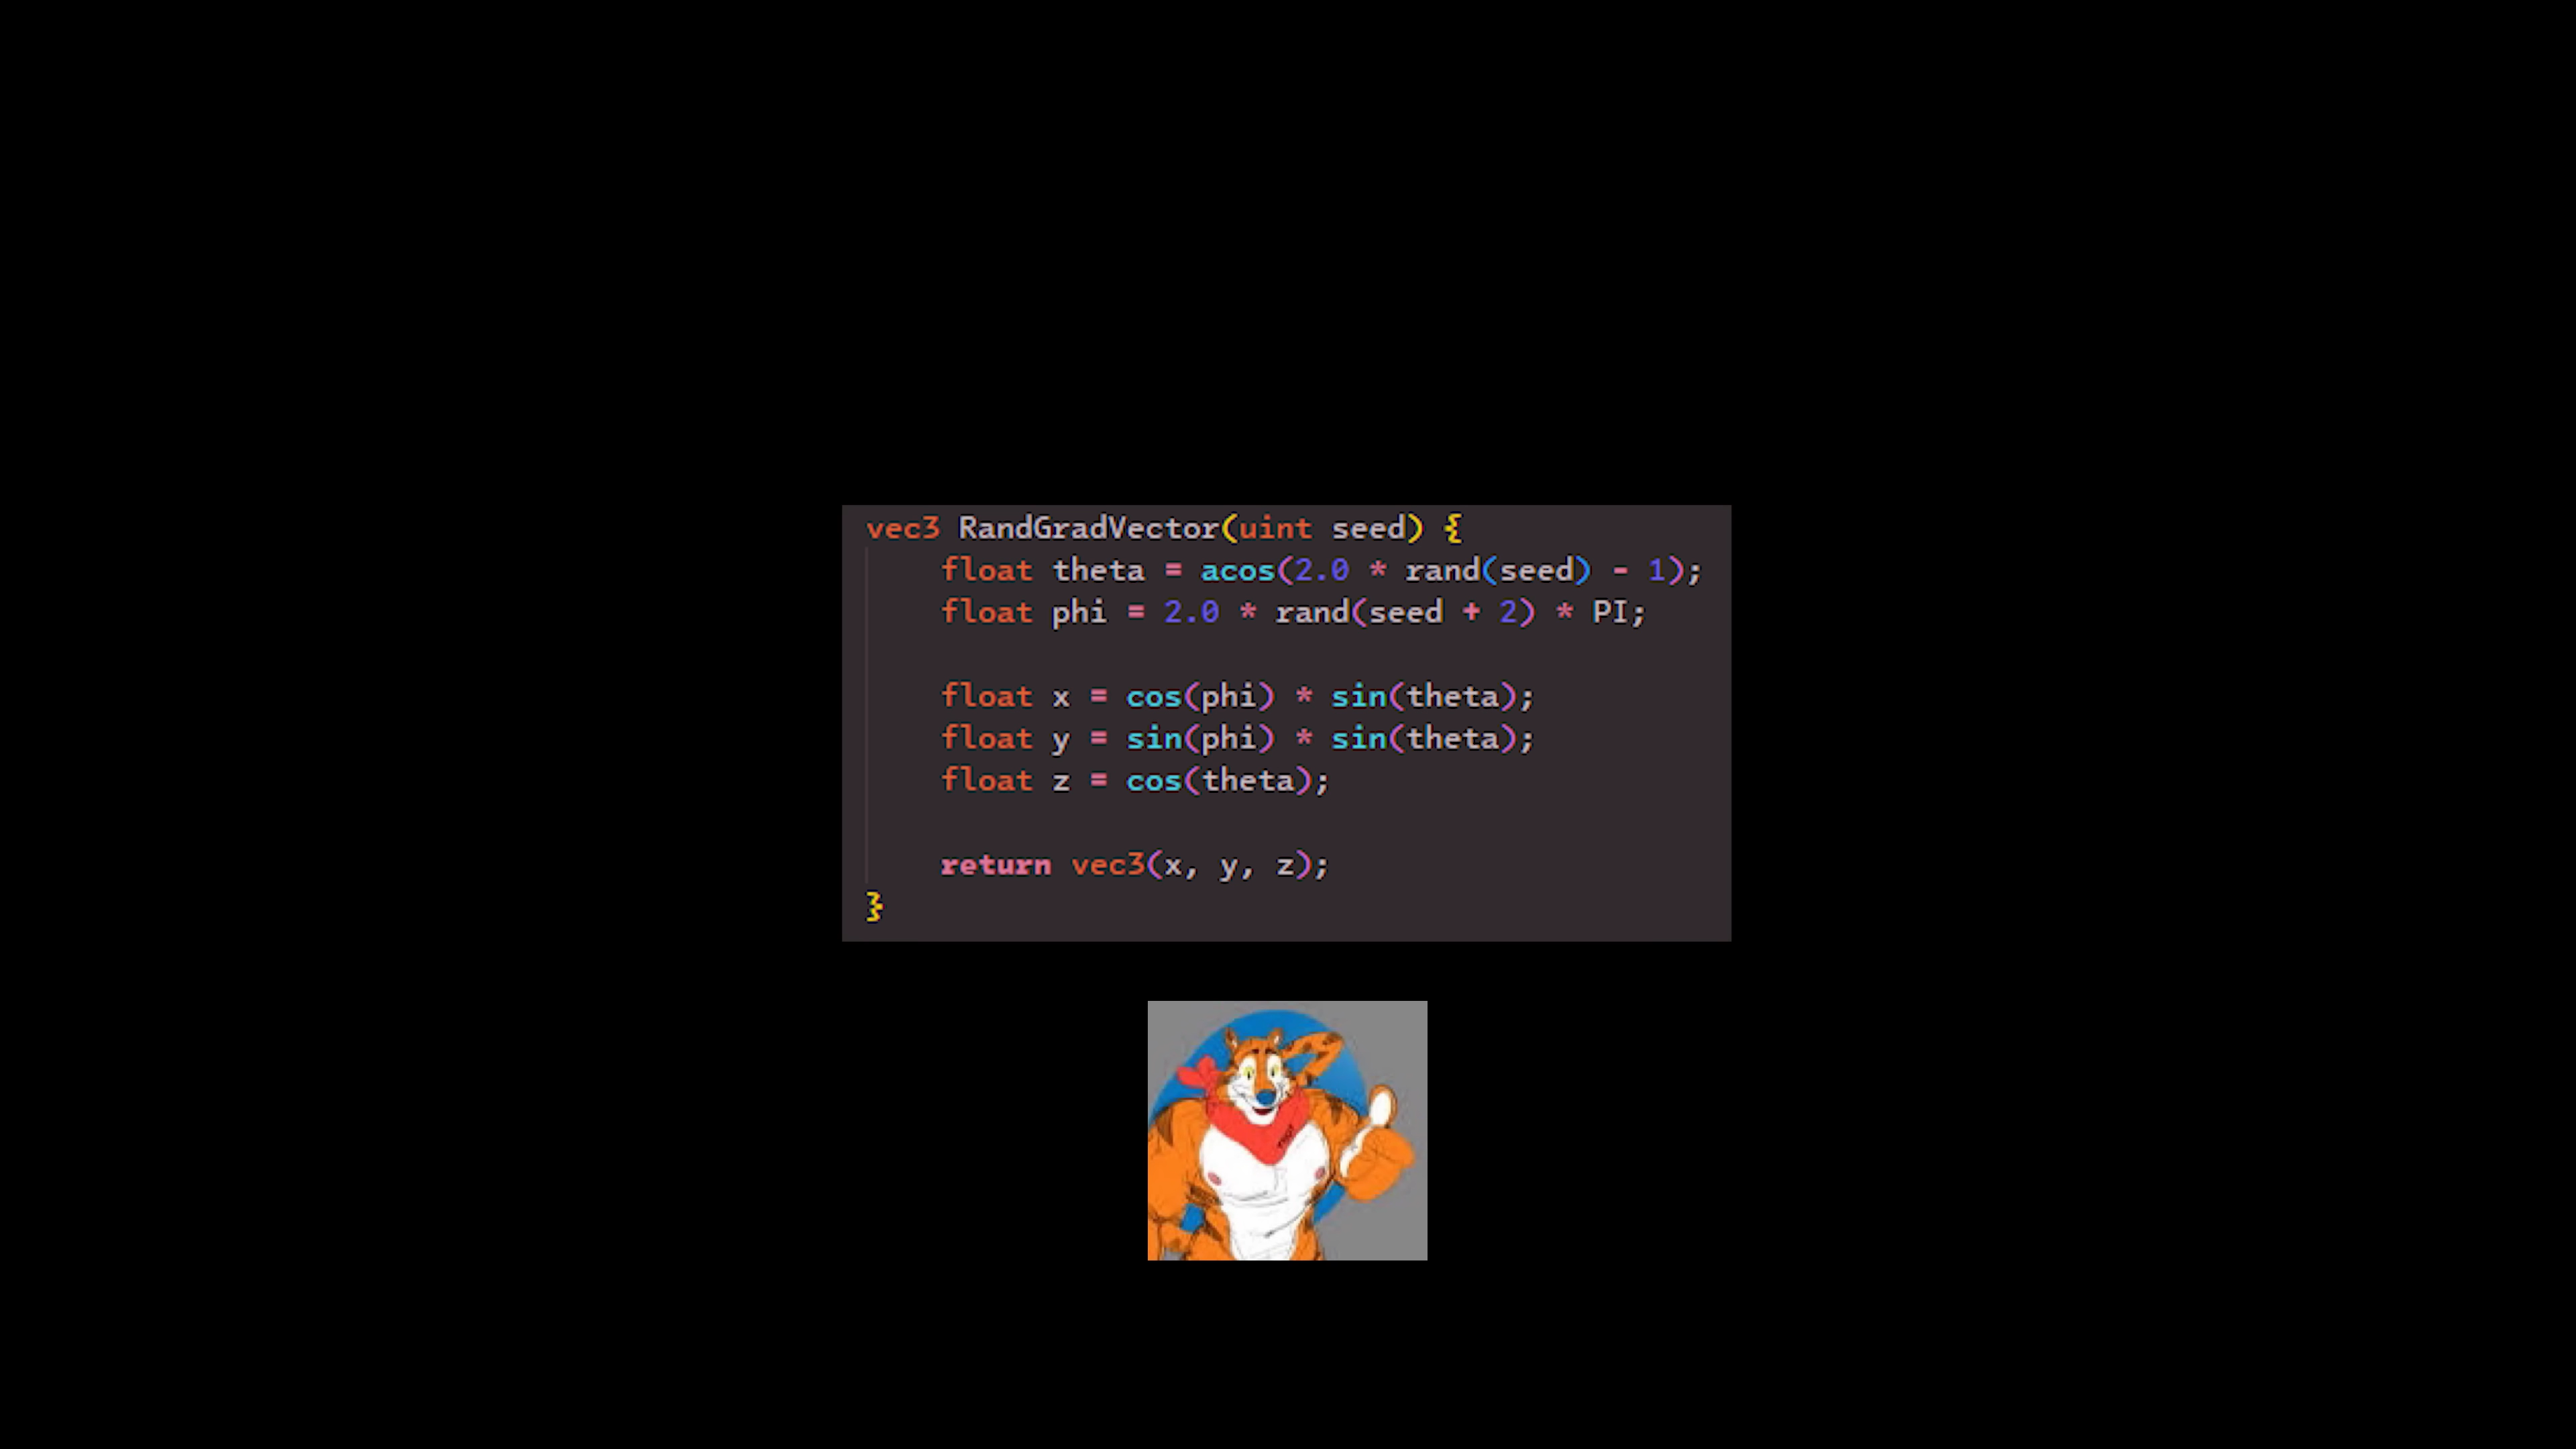 vec3 RandGradVector(uint seed) {
float theta = acos(2.0 * rand(seed) - 1);
float phi = 2.0 * rand(seed + 2) * PI;
float x = cos(phi) * sin(theta);
float y = sin(phi) * sin(theta);
float z = cos(theta);
return vec3(x, y, z);
}